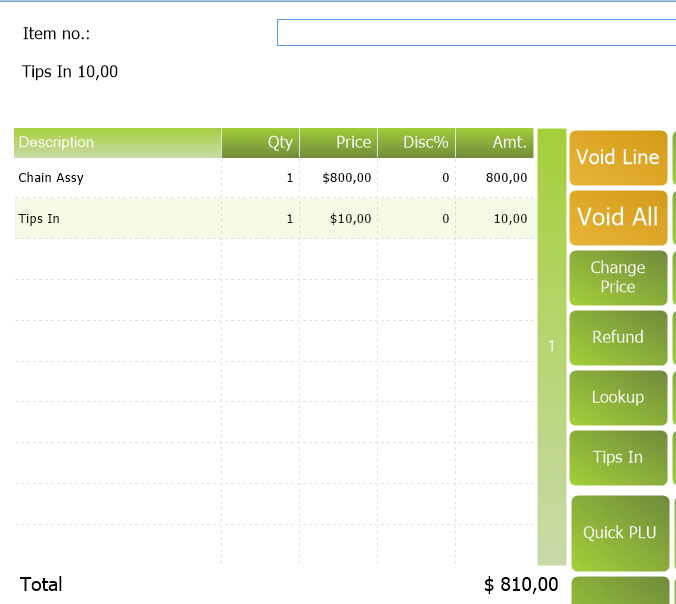 Item no.:
Tips In 10,00
Description Qty Price Disc% Amt.
Chain Assy 1 $800,00 0 800,00
Tips In 1 $10,00 0 10,00
1
Void Line
Void All
Change
Price
Refund
Lookup
Tips In
Quick PLU
Total $ 810,00